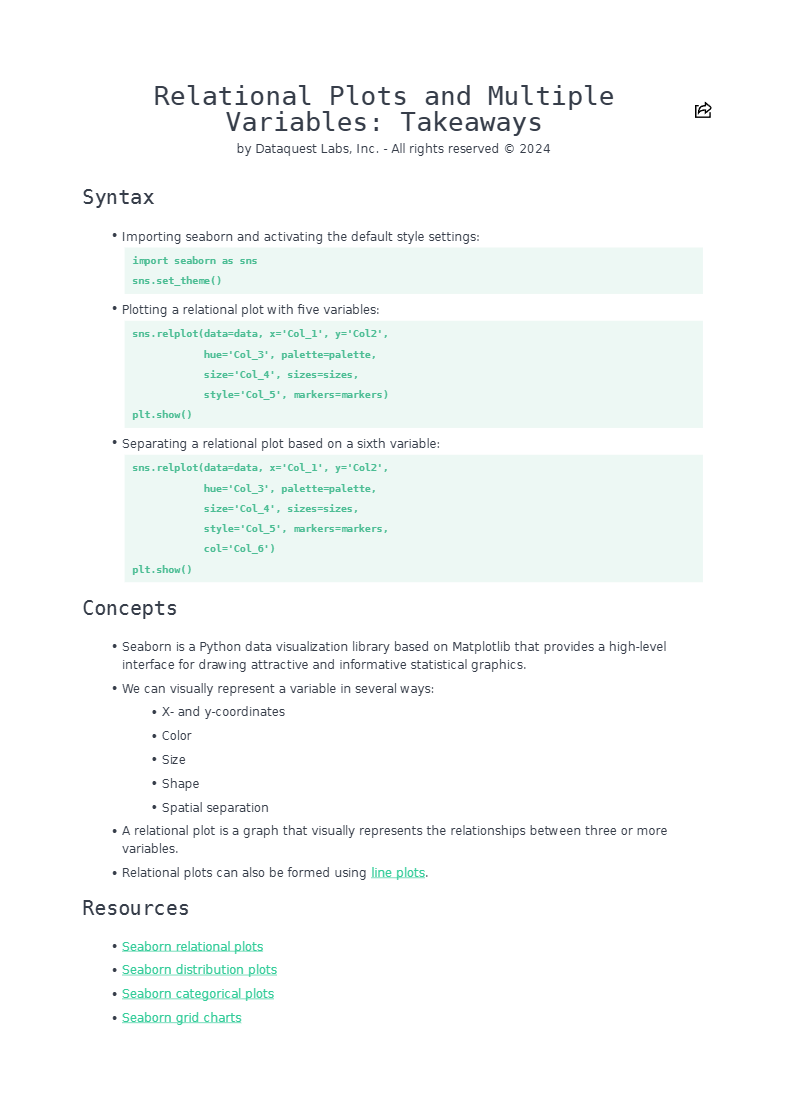 Relational Plots and Multiple
Variables: Takeaways
by Dataquest Labs, Inc. - All rights reserved © 2024
Syntax
• Importing seaborn and activating the default style settings:
import seaborn as sns
sns.set_theme()
• Plotting a relational plot with five variables:
sns.relplot(data=data, x='Col_1', y='Col2',
            hue='Col_3', palette=palette,
            size='Col_4', sizes=sizes,
            style='Col_5', markers=markers)
plt.show()
• Separating a relational plot based on a sixth variable:
sns.relplot(data=data, x='Col_1', y='Col2',
            hue='Col_3', palette=palette,
            size='Col_4', sizes=sizes,
            style='Col_5', markers=markers,
            col='Col_6')
plt.show()
Concepts
• Seaborn is a Python data visualization library based on Matplotlib that provides a high-level
interface for drawing attractive and informative statistical graphics.
• We can visually represent a variable in several ways:
• X- and y-coordinates
• Color
• Size
• Shape
• Spatial separation
• A relational plot is a graph that visually represents the relationships between three or more
variables.
• Relational plots can also be formed using line plots.
Resources
• Seaborn relational plots
• Seaborn distribution plots
• Seaborn categorical plots
• Seaborn grid charts